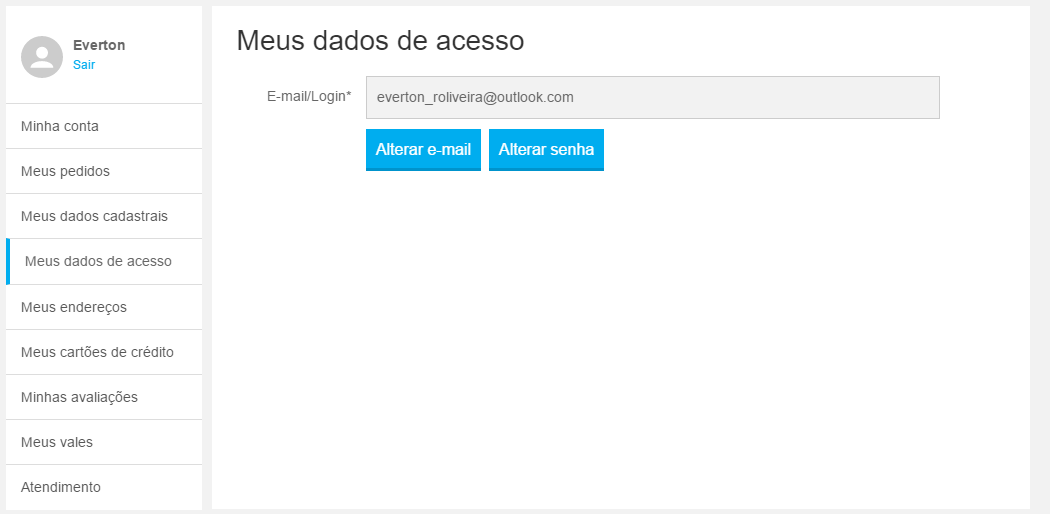 Everton
Sair
Minha conta
Meus pedidos
Meus dados cadastrais
Meus dados de acesso
Meus endereços
Meus cartões de crédito
Minhas avaliações
Meus vales
Atendimento
Meus dados de acesso
E-mail/Login* everton_roliveira@outlook.com
Alterar e-mail Alterar senha